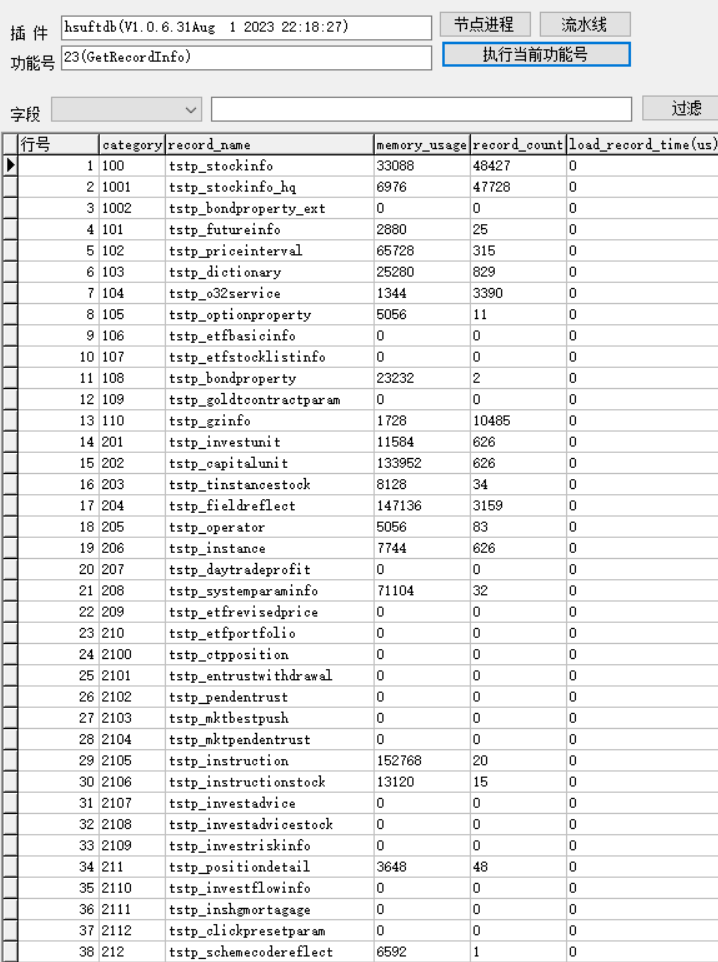 插 件 hsuftdb(V1.0.6.31Aug  1 2023 22:18:27) 节点进程 流水线
功能号 23(GetRecordInfo) 执行当前功能号
字段 过滤
行号 category record_name memory_usage record_count load_record_time(us)
1 100 tstp_stockinfo 33088 48427 0
2 1001 tstp_stockinfo_hq 6976 47728 0
3 1002 tstp_bondproperty_ext 0 0 0
4 101 tstp_futureinfo 2880 25 0
5 102 tstp_priceinterval 65728 315 0
6 103 tstp_dictionary 25280 829 0
7 104 tstp_o32service 1344 3390 0
8 105 tstp_optionproperty 5056 11 0
9 106 tstp_etfbasicinfo 0 0 0
10 107 tstp_etfstocklistinfo 0 0 0
11 108 tstp_bondproperty 23232 2 0
12 109 tstp_goldtcontractparam 0 0 0
13 110 tstp_gzinfo 1728 10485 0
14 201 tstp_investunit 11584 626 0
15 202 tstp_capitalunit 133952 626 0
16 203 tstp_tinstancestock 8128 34 0
17 204 tstp_fieldreflect 147136 3159 0
18 205 tstp_operator 5056 83 0
19 206 tstp_instance 7744 626 0
20 207 tstp_daytradeprofit 0 0 0
21 208 tstp_systemparaminfo 71104 32 0
22 209 tstp_etfrevisedprice 0 0 0
23 210 tstp_etfportfolio 0 0 0
24 2100 tstp_ctpposition 0 0 0
25 2101 tstp_entrustwithdrawal 0 0 0
26 2102 tstp_pendentrust 0 0 0
27 2103 tstp_mktbestpush 0 0 0
28 2104 tstp_mktpendentrust 0 0 0
29 2105 tstp_instruction 152768 20 0
30 2106 tstp_instructionstock 13120 15 0
31 2107 tstp_investadvice 0 0 0
32 2108 tstp_investadvicestock 0 0 0
33 2109 tstp_investriskinfo 0 0 0
34 211 tstp_positiondetail 3648 48 0
35 2110 tstp_investflowinfo 0 0 0
36 2111 tstp_inshgmortagage 0 0 0
37 2112 tstp_clickpresetparam 0 0 0
38 212 tstp_schemecodereflect 6592 1 0